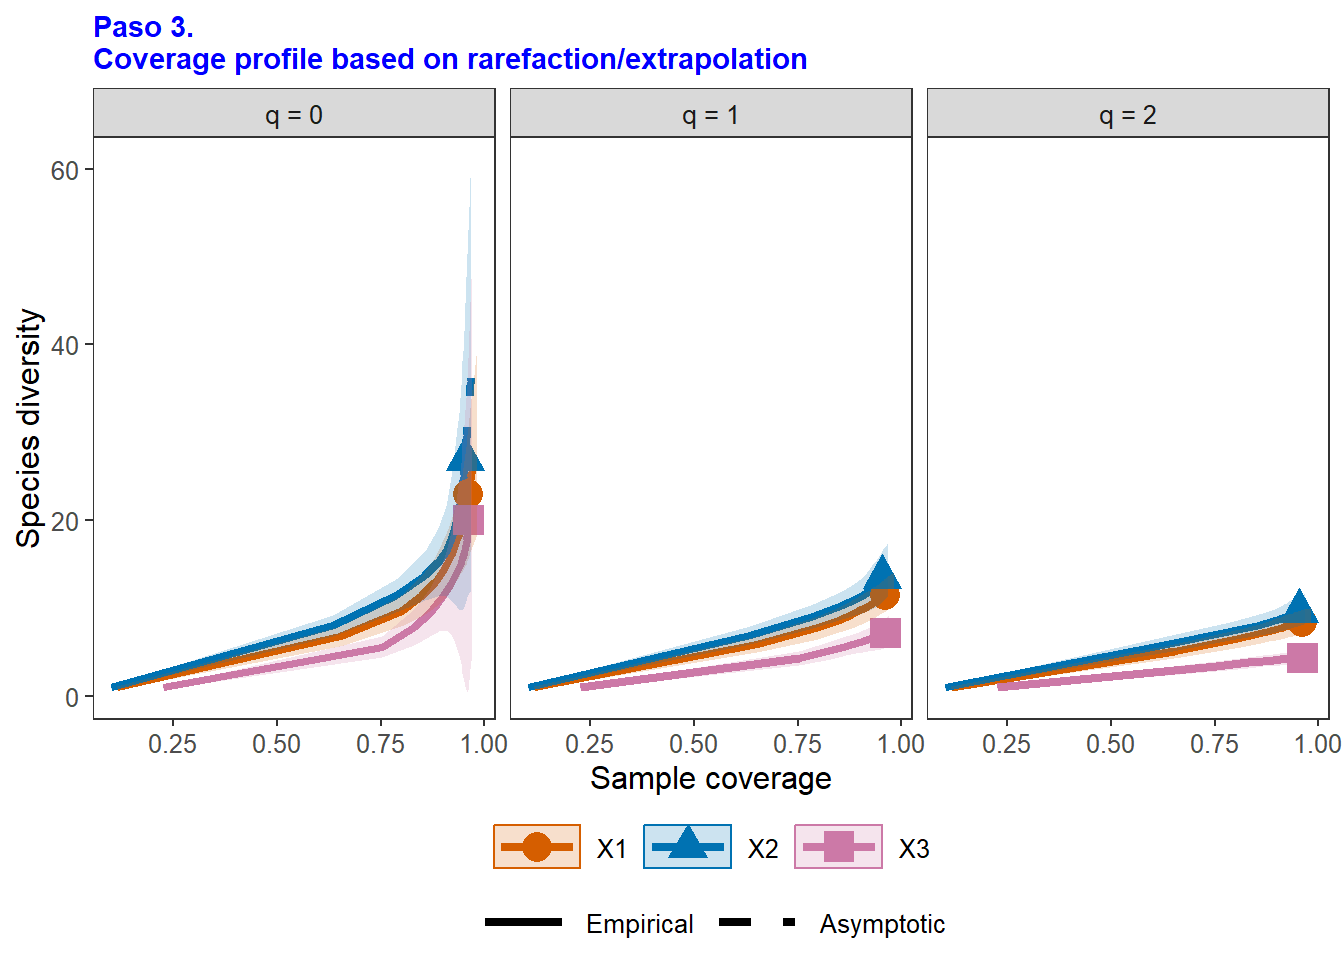 Paso 3.
Coverage profile based on rarefaction/extrapolation
q = 0
q = 1
q = 2
Species diversity
60
40
20
0
0.25 0.50 0.75 1.00
0.25 0.50 0.75 1.00
0.25 0.50 0.75 1.00
Sample coverage
X1 X2 X3
Empirical Asymptotic